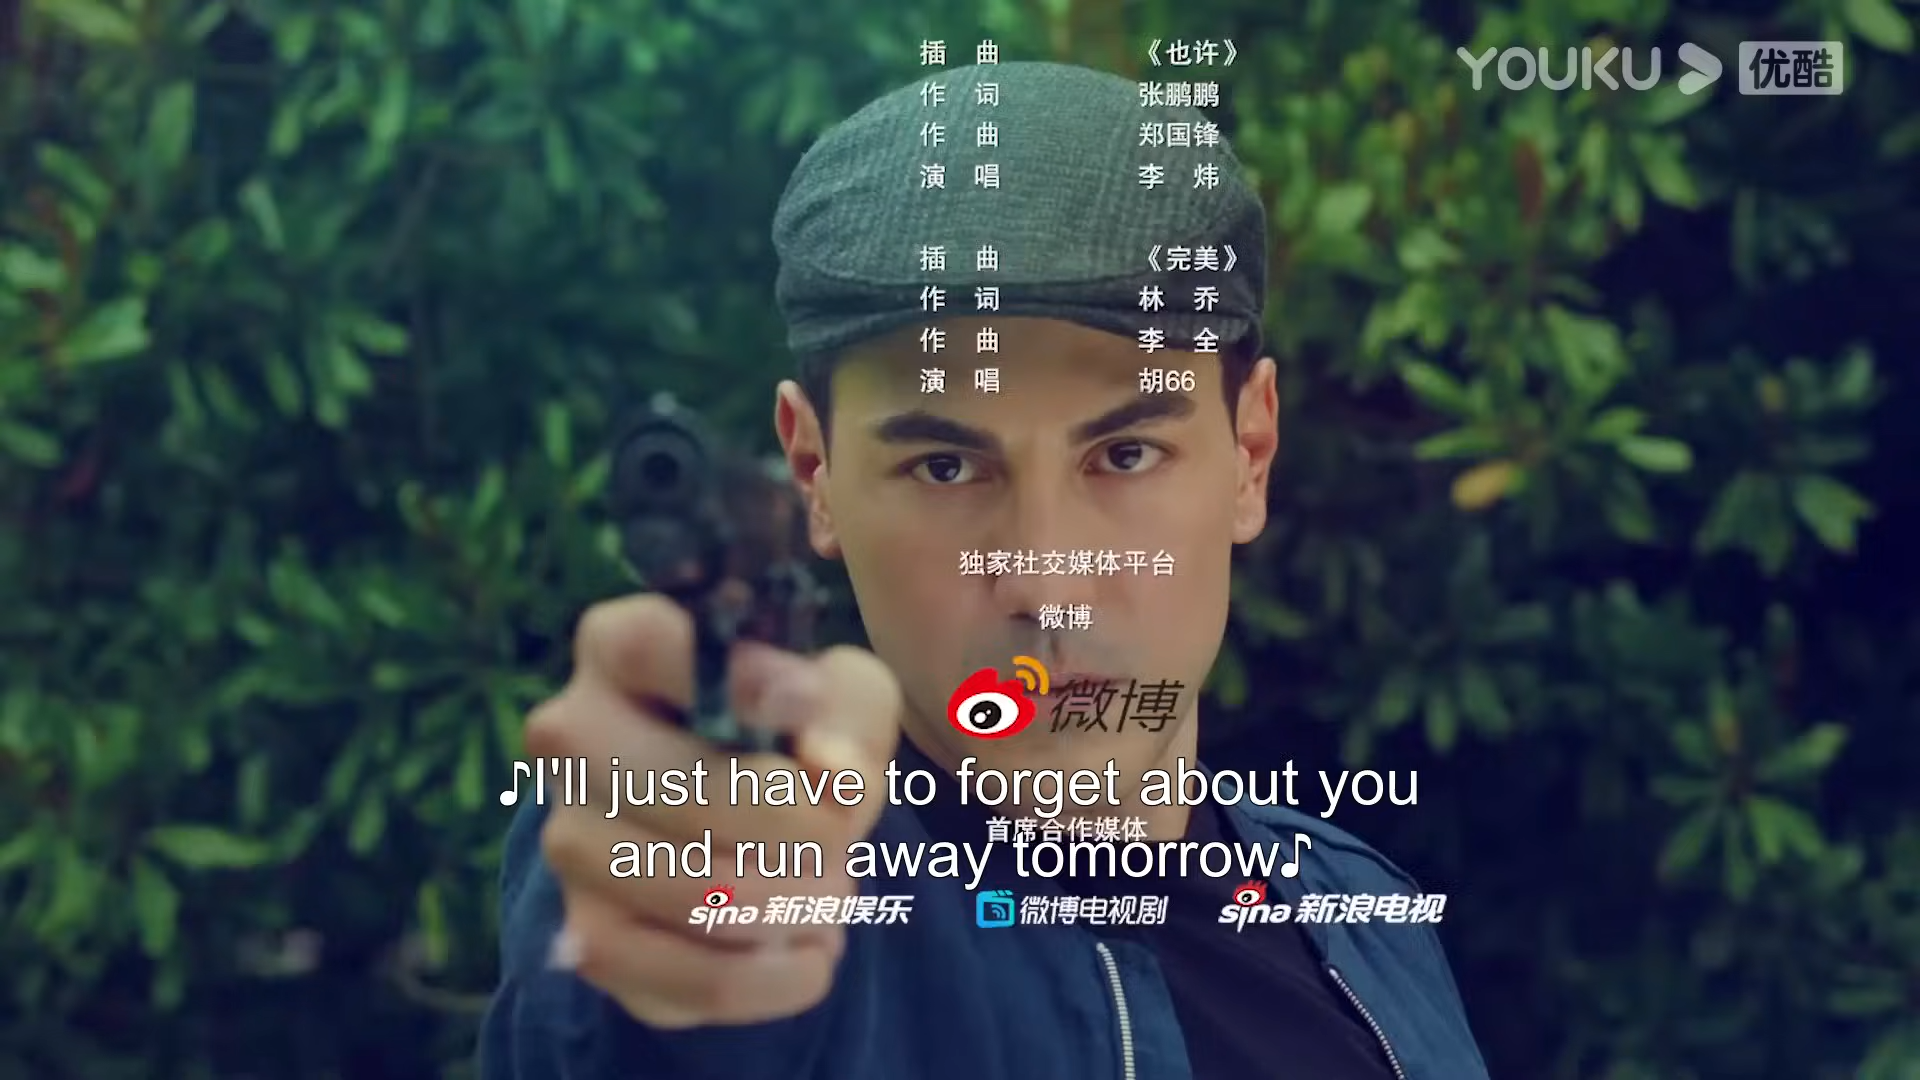 插 曲 《也许》
作 词 张鹏鹏
作 曲 郑国锋
演 唱 李 炜
YOUKU 优酷
插 曲 《完美》
作 词 林 乔
作 曲 李 全
演 唱 胡66
独家社交媒体平台
微博
微博
♪I'll just have to forget about you
首席合作媒体
and run away tomorrow♪
sina 新浪娱乐 微博电视剧 sina 新浪电视